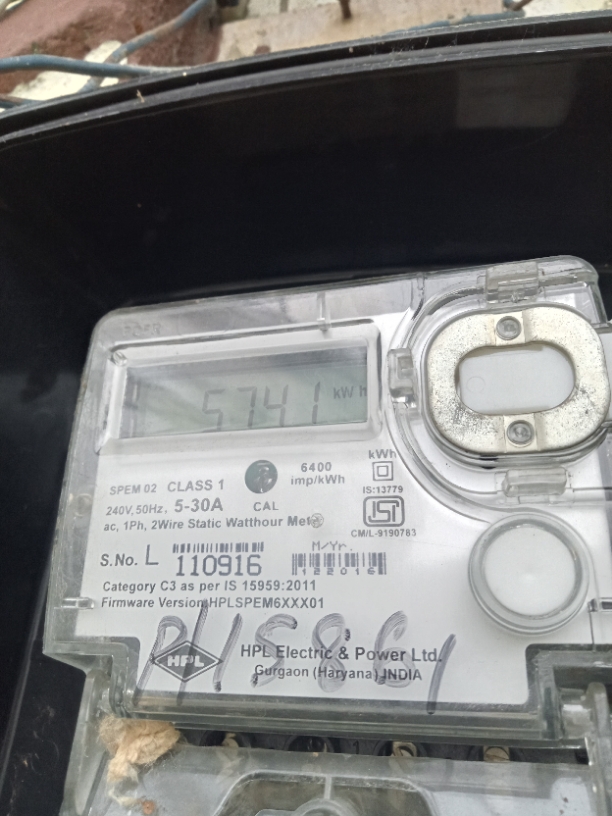 5741 kWh
SPEM 02 CLASS 1
6400
imp/kWh
kWh
IS:13779
240V,50Hz, 5-30A CAL
ac, 1Ph, 2Wire Static Watthour Meter
ISI
CM/L-9190783
S.No. L 110916
M/Yr.
122016
Category C3 as per IS 15959:2011
Firmware Version:HPLSPEM6XXX01
HPL
HPL Electric & Power Ltd.
Gurgaon (Haryana) INDIA